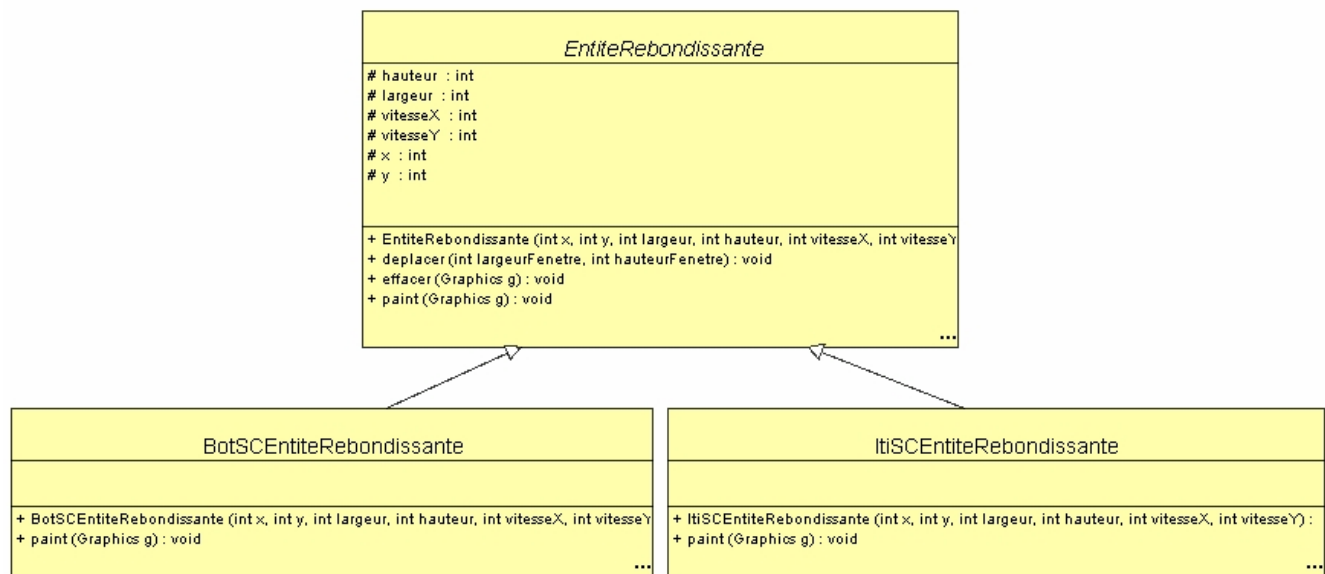 EntiteRebondissante
# hauteur : int
# largeur : int
# vitesseX : int
# vitesseY : int
# x : int
# y : int
+ EntiteRebondissante (int x, int y, int largeur, int hauteur, int vitesseX, int vitesseY
+ deplacer (int largeurFenetre, int hauteurFenetre) : void
+ effacer (Graphics g) : void
+ paint (Graphics g) : void
...
BotSCEntiteRebondissante
+ BotSCEntiteRebondissante (int x, int y, int largeur, int hauteur, int vitesseX, int vitesseY
+ paint (Graphics g) : void
...
ItiSCEntiteRebondissante
+ ItiSCEntiteRebondissante (int x, int y, int largeur, int hauteur, int vitesseX, int vitesseY) :
+ paint (Graphics g) : void
...